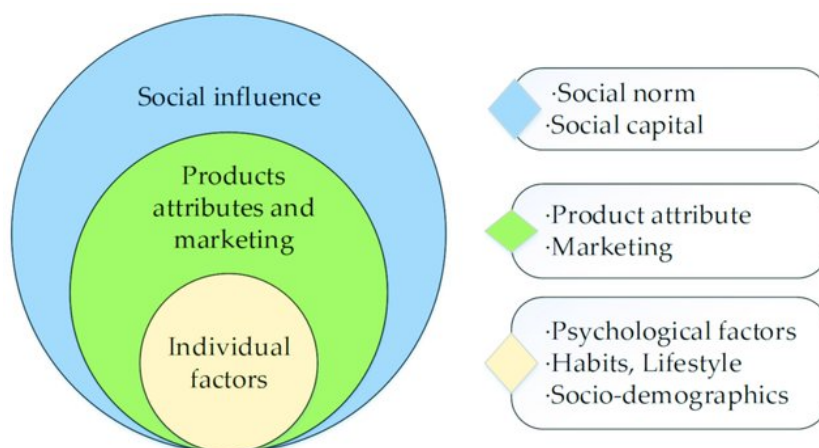 Social influence
Products
attributes and
marketing
Individual
factors
·Social norm
·Social capital
·Product attribute
·Marketing
·Psychological factors
·Habits, Lifestyle
·Socio-demographics